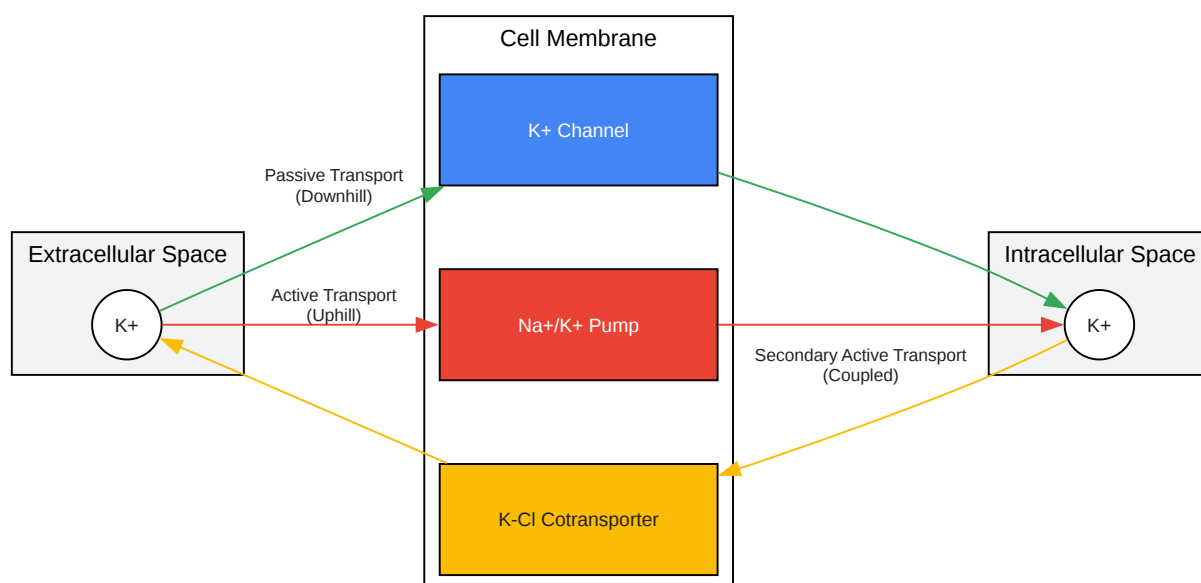 Cell Membrane
K+ Channel
Passive Transport
(Downhill)
Extracellular Space
Intracellular Space
K+
Active Transport
(Uphill)
Na+/K+ Pump
K+
Secondary Active Transport
(Coupled)
K-Cl Cotransporter